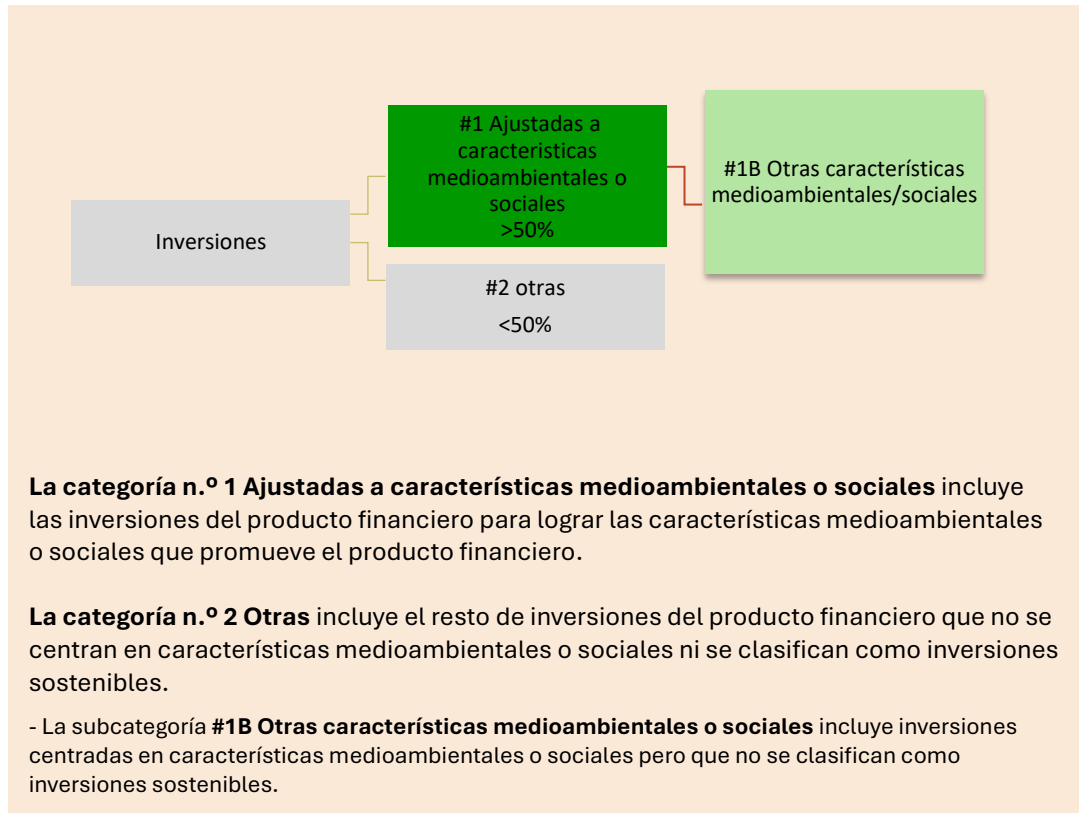 #1 Ajustadas a
caracteristicas
medioambientales o
sociales
>50%
#1B Otras características
medioambientales/sociales
Inversiones
#2 otras
<50%
La categoría n.º 1 Ajustadas a características medioambientales o sociales incluye
las inversiones del producto financiero para lograr las características medioambientales
o sociales que promueve el producto financiero.
La categoría n.º 2 Otras incluye el resto de inversiones del producto financiero que no se
centran en características medioambientales o sociales ni se clasifican como inversiones
sostenibles.
- La subcategoría #1B Otras características medioambientales o sociales incluye inversiones
centradas en características medioambientales o sociales pero que no se clasifican como
inversiones sostenibles.